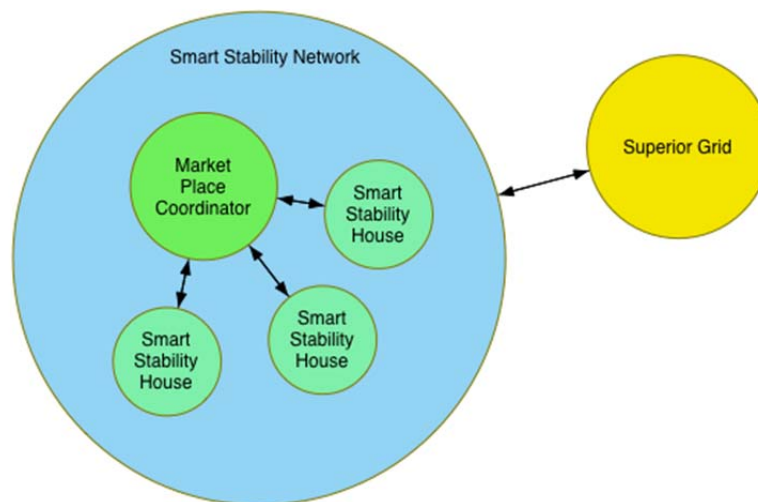 Smart Stability Network
Market
Place
Coordinator
Superior Grid
Smart
Stability
House
Smart
Stability
House
Smart
Stability
House